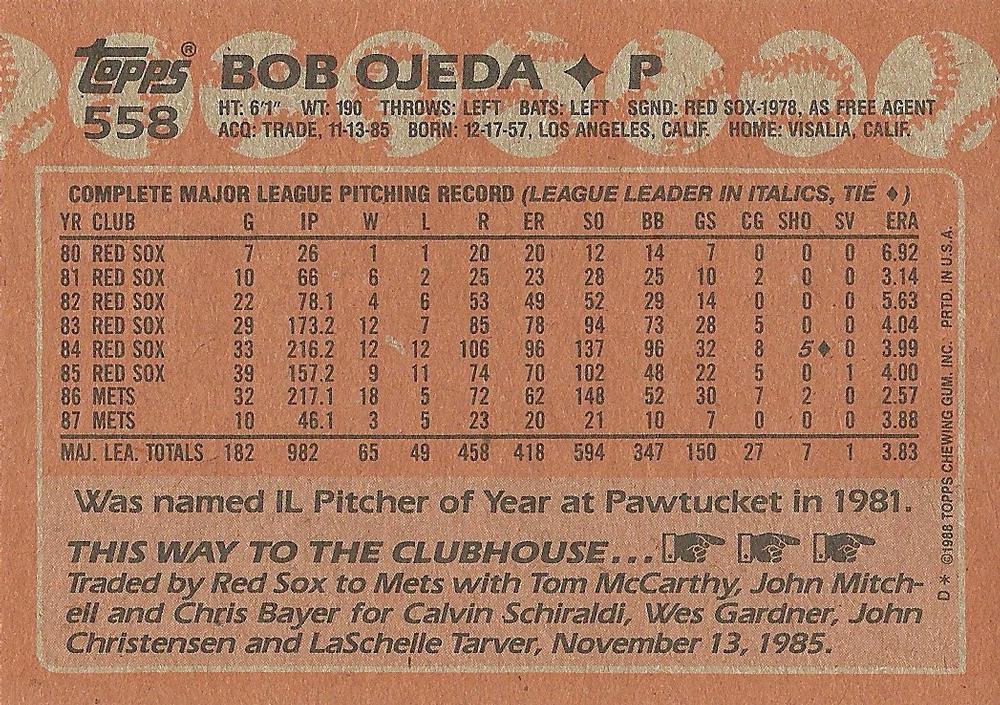 Topps®
BOB OJEDA ✦ P
558
HT: 6'1" WT: 190 THROWS: LEFT BATS: LEFT SGND: RED SOX-1978, AS FREE AGENT
ACQ: TRADE, 11-13-85 BORN: 12-17-57, LOS ANGELES, CALIF. HOME: VISALIA, CALIF.
COMPLETE MAJOR LEAGUE PITCHING RECORD (LEAGUE LEADER IN ITALICS, TIE ♦)
YR CLUB G IP W L R ER SO BB GS CG SHO SV ERA
80 RED SOX 7 26 1 1 20 20 12 14 7 0 0 0 6.92
81 RED SOX 10 66 6 2 25 23 28 25 10 2 0 0 3.14
82 RED SOX 22 78.1 4 6 53 49 52 29 14 0 0 0 5.63
83 RED SOX 29 173.2 12 7 85 78 94 73 28 5 0 0 4.04
84 RED SOX 33 216.2 12 12 106 96 137 96 32 8 5♦ 0 3.99
85 RED SOX 39 157.2 9 11 74 70 102 48 22 5 0 1 4.00
86 METS 32 217.1 18 5 72 62 148 52 30 7 2 0 2.57
87 METS 10 46.1 3 5 23 20 21 10 7 0 0 0 3.88
MAJ. LEA. TOTALS 182 982 65 49 458 418 594 347 150 27 7 1 3.83
Was named IL Pitcher of Year at Pawtucket in 1981.
THIS WAY TO THE CLUBHOUSE...
Traded by Red Sox to Mets with Tom McCarthy, John Mitch-
ell and Chris Bayer for Calvin Schiraldi, Wes Gardner, John
Christensen and LaSchelle Tarver, November 13, 1985.
D* ©1988 TOPPS CHEWING GUM, INC. PRTD. IN U.S.A.